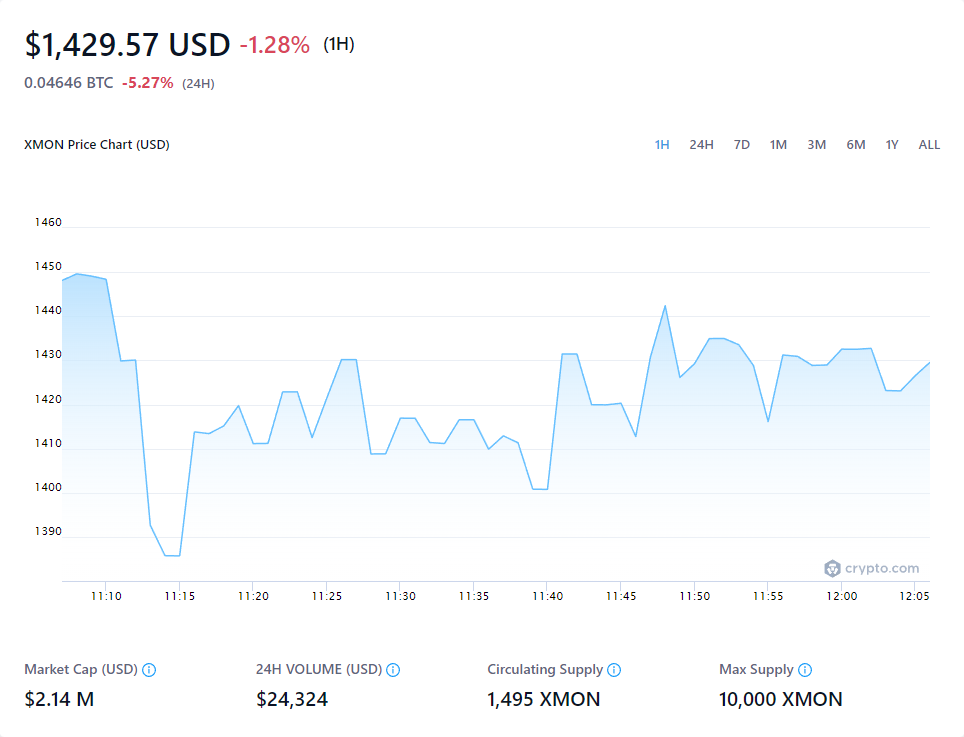 $1,429.57 USD -1.28% (1H)
0.04646 BTC -5.27% (24H)
XMON Price Chart (USD) 1H 24H 7D 1M 3M 6M 1Y ALL
1460
1450
1440
1430
1420
1410
1400
1390
crypto.com
11:10 11:15 11:20 11:25 11:30 11:35 11:40 11:45 11:50 11:55 12:00 12:05
Market Cap (USD) 24H VOLUME (USD) Circulating Supply Max Supply
$2.14 M $24,324 1,495 XMON 10,000 XMON